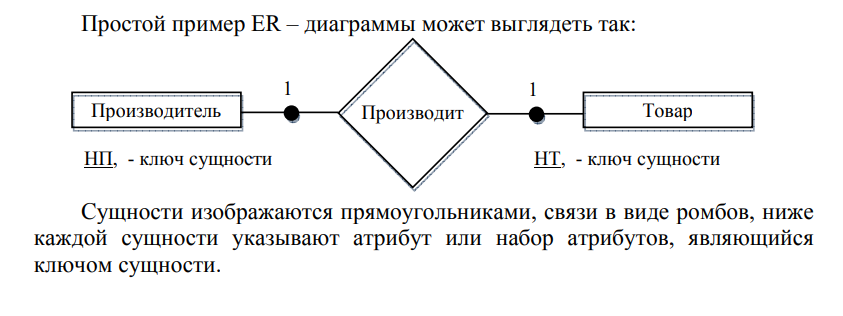 Простой пример ER – диаграммы может выглядеть так:
1
1
Производитель
Производит
Товар
НП, - ключ сущности
НТ, - ключ сущности
Сущности изображаются прямоугольниками, связи в виде ромбов, ниже
каждой сущности указывают атрибут или набор атрибутов, являющийся
ключом сущности.